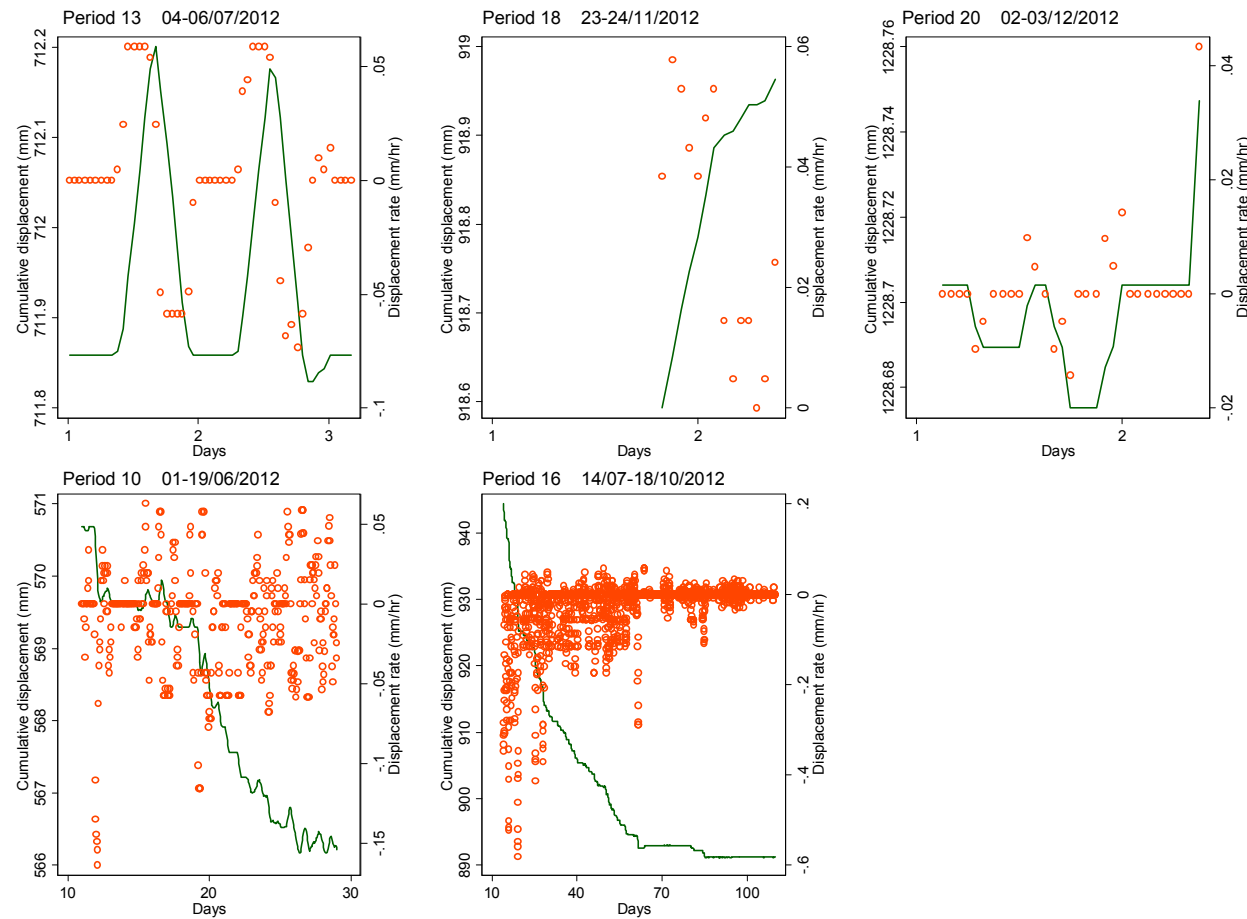 Period 13 04-06/07/2012
Cumulative displacement (mm)
712.2
712.1
712
711.9
711.8
.05
0
-.05
-.1
Displacement rate (mm/hr)
1 2 3
Days
Period 18 23-24/11/2012
Cumulative displacement (mm)
919
918.9
918.8
918.7
918.6
.06
.04
.02
0
Displacement rate (mm/hr)
1 2
Days
Period 20 02-03/12/2012
Cumulative displacement (mm)
1228.76
1228.74
1228.72
1228.7
1228.68
.04
.02
0
-.02
Displacement rate (mm/hr)
1 2
Days
Period 10 01-19/06/2012
Cumulative displacement (mm)
571
570
569
568
567
566
.05
0
-.05
-.1
-.15
Displacement rate (mm/hr)
10 20 30
Days
Period 16 14/07-18/10/2012
Cumulative displacement (mm)
940
930
920
910
900
890
.2
0
-.2
-.4
-.6
Displacement rate (mm/hr)
10 40 70 100
Days